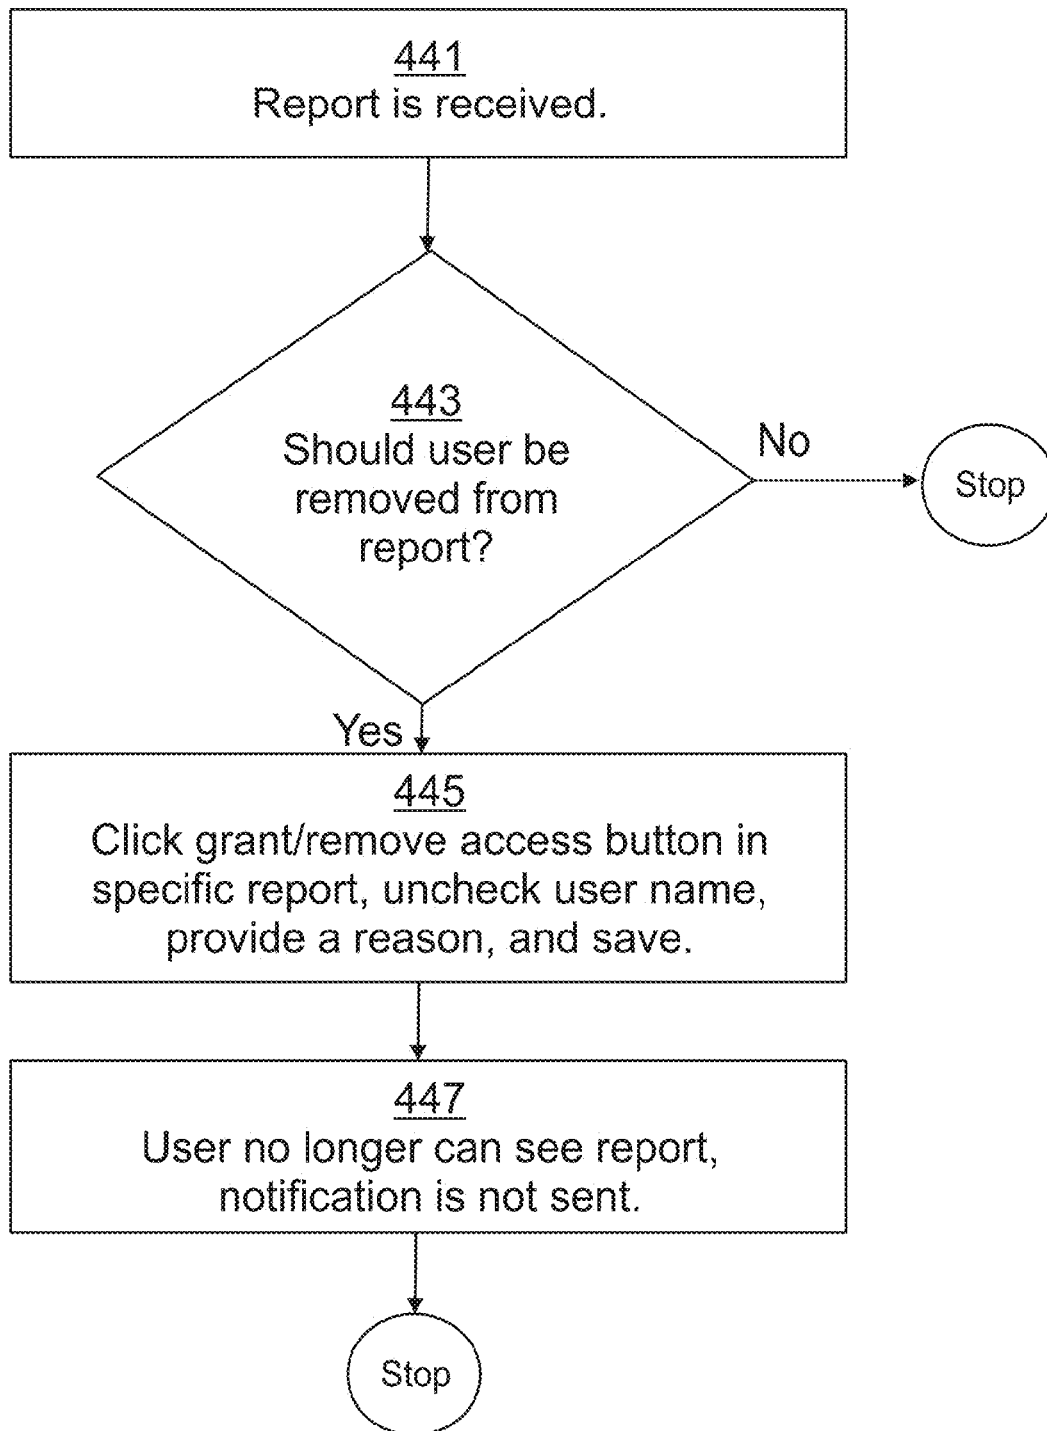 441
Report is received.
443
Should user be
removed from
report?
No
Stop
Yes
445
Click grant/remove access button in
specific report, uncheck user name,
provide a reason, and save.
447
User no longer can see report,
notification is not sent.
Stop